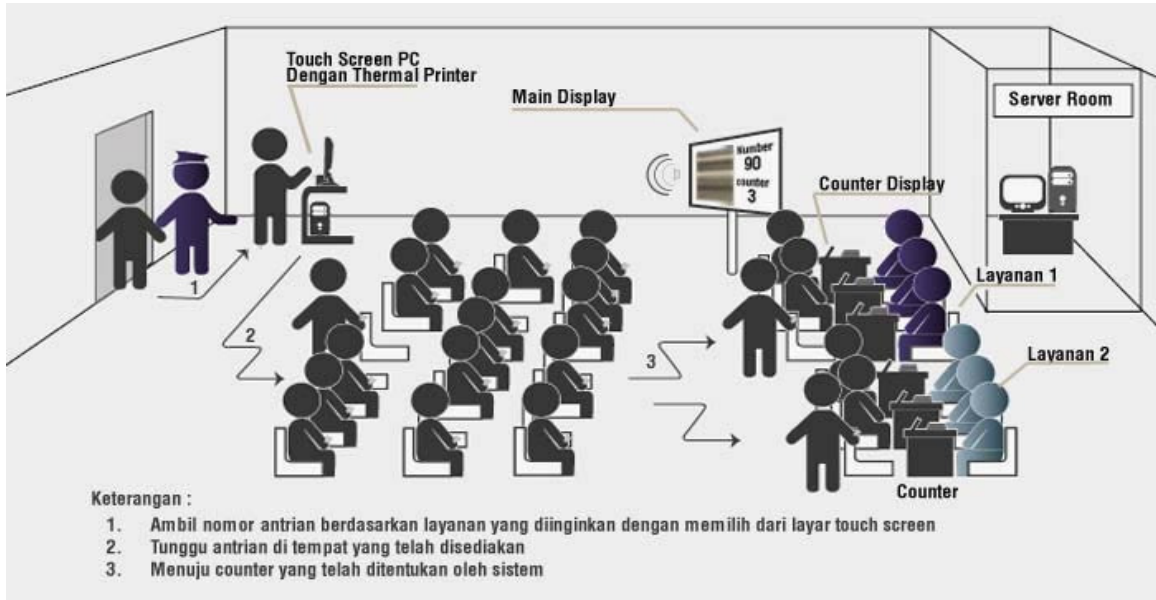 Touch Screen PC
Dengan Thermal Printer
Main Display
Server Room
Number
90
counter
3
Counter Display
Layanan 1
1
2
3
Layanan 2
Counter
Keterangan :
1. Ambil nomor antrian berdasarkan layanan yang diinginkan dengan memilih dari layar touch screen
2. Tunggu antrian di tempat yang telah disediakan
3. Menuju counter yang telah ditentukan oleh sistem